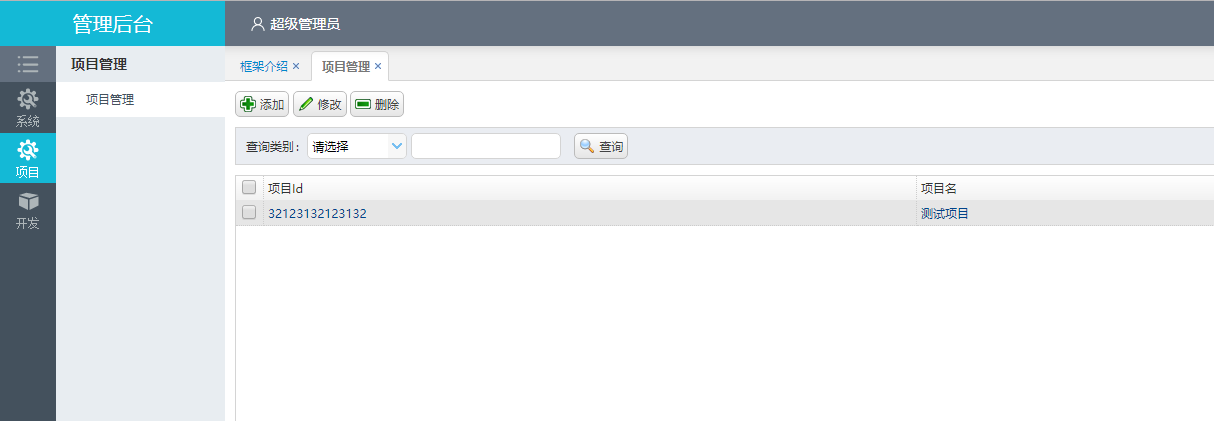 管理后台
超级管理员
系统
项目
开发
项目管理
项目管理
框架介绍 × 项目管理 ×
添加 修改 删除
查询类别： 请选择 查询
项目Id 项目名
32123132123132 测试项目